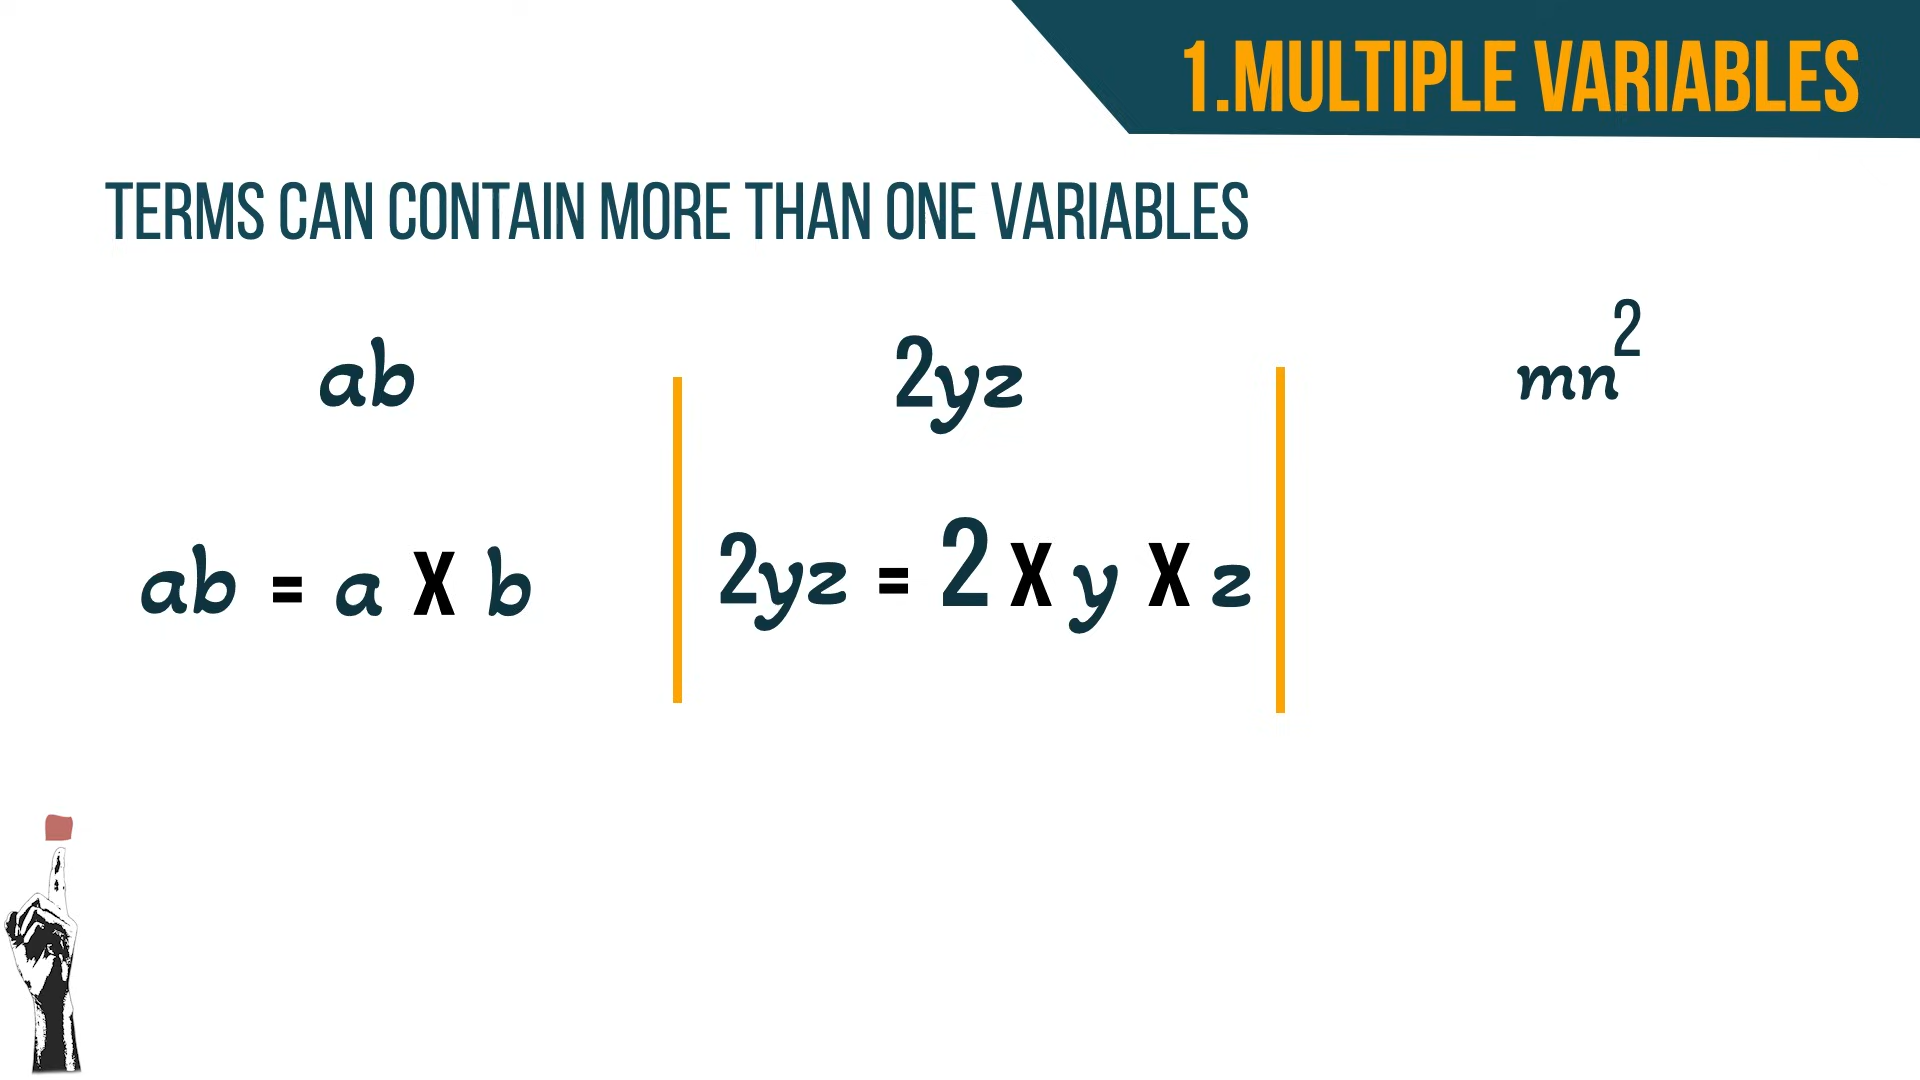 1.MULTIPLE VARIABLES
TERMS CAN CONTAIN MORE THAN ONE VARIABLES
ab
2yz
mn²
ab = a X b
2yz = 2 X y X z